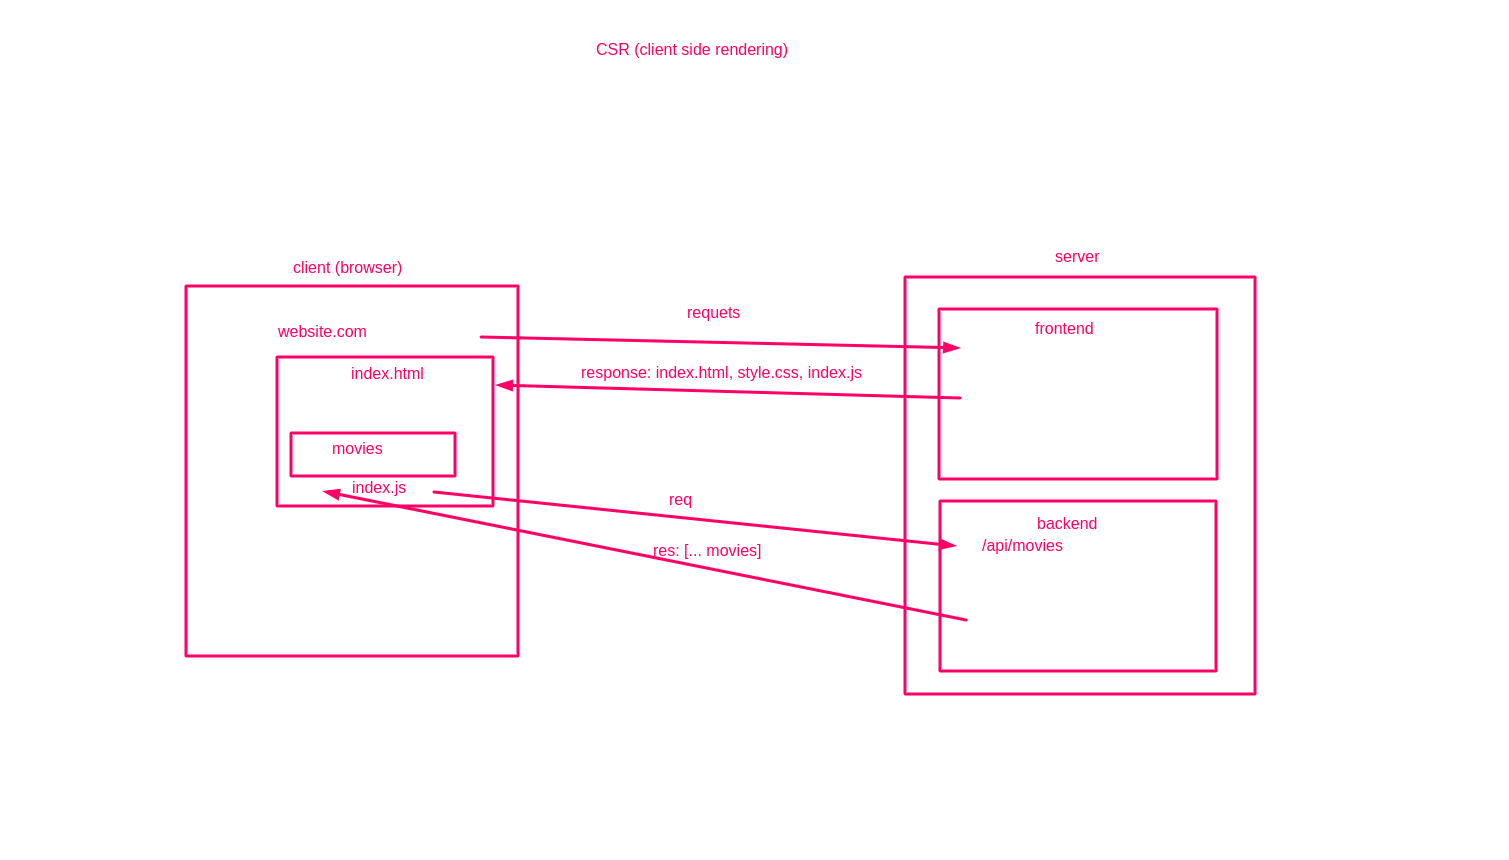 CSR (client side rendering)
client (browser)
website.com
index.html
movies
index.js
requets
response: index.html, style.css, index.js
req
res: [... movies]
server
frontend
backend
/api/movies